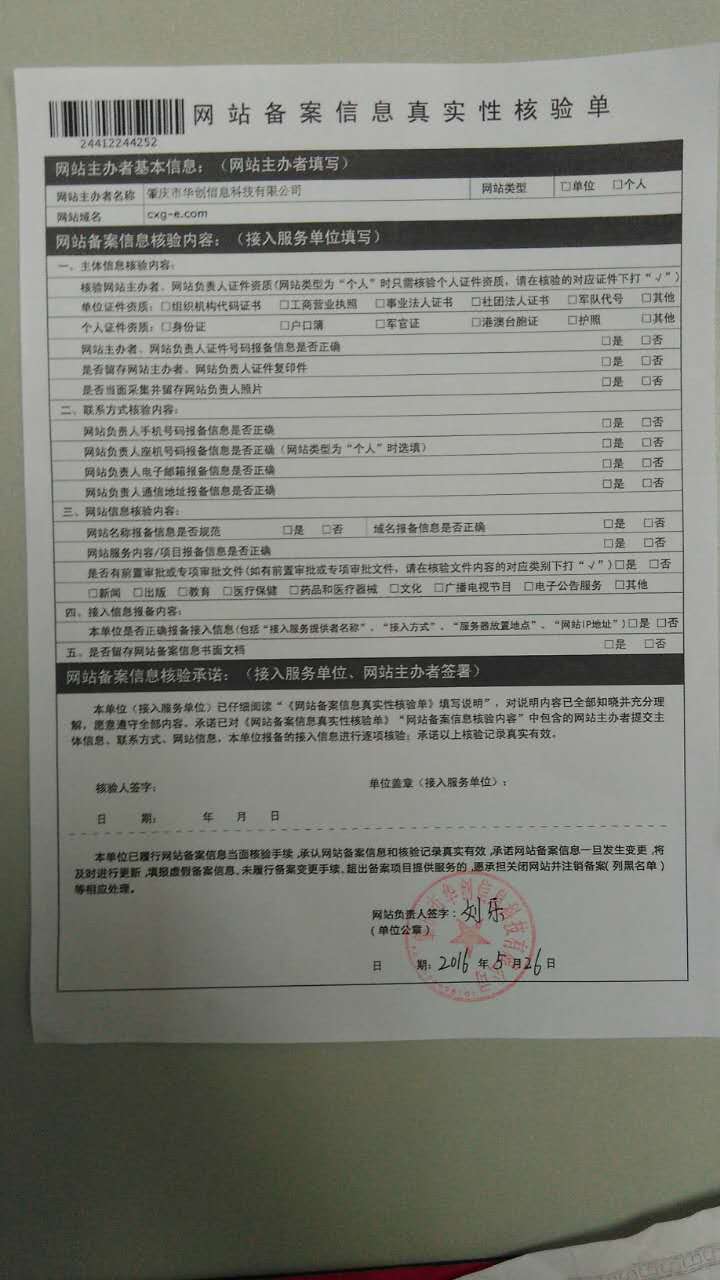 网站备案信息真实性核验单
24412244252
网站主办者基本信息：（网站主办者填写）
网站主办者名称 肇庆市华创信息科技有限公司 网站类型 □单位 □个人
网站域名 cxg-e.com
网站备案信息核验内容：（接入服务单位填写）
一、主体信息核验内容：
核验网站主办者、网站负责人证件资质(网站类型为“个人”时只需核验个人证件资质，请在核验的对应证件下打“√”)
单位证件资质：□组织机构代码证书 □工商营业执照 □事业法人证书 □社团法人证书 □军队代号 □其他
个人证件资质：□身份证 □户口簿 □军官证 □港澳台胞证 □护照 □其他
网站主办者、网站负责人证件号码报备信息是否正确 □是 □否
是否留存网站主办者、网站负责人证件复印件 □是 □否
是否当面采集并留存网站负责人照片 □是 □否
二、联系方式核验内容：
网站负责人手机号码报备信息是否正确 □是 □否
网站负责人座机号码报备信息是否正确（网站类型为“个人”时选填） □是 □否
网站负责人电子邮箱报备信息是否正确 □是 □否
网站负责人通信地址报备信息是否正确 □是 □否
三、网站信息核验内容：
网站名称报备信息是否规范 □是 □否 域名报备信息是否正确 □是 □否
网站服务内容/项目报备信息是否正确 □是 □否
是否有前置审批或专项审批文件(如有前置审批或专项审批文件，请在核验文件内容的对应类别下打“√”) □是 □否
□新闻 □出版 □教育 □医疗保健 □药品和医疗器械 □文化 □广播电视节目 □电子公告服务 □其他
四、接入信息报备内容：
本单位是否正确报备接入信息(包括“接入服务提供者名称”、“接入方式”、“服务器放置地点”、“网站IP地址”) □是 □否
五、是否留存网站备案信息书面文档 □是 □否
网站备案信息核验承诺：（接入服务单位、网站主办者签署）
本单位（接入服务单位）已仔细阅读“《网站备案信息真实性核验单》填写说明”，对说明内容已全部知晓并充分理
解，愿意遵守全部内容。承诺已对《网站备案信息真实性核验单》“网站备案信息核验内容”中包含的网站主办者提交主
体信息、联系方式、网站信息，本单位报备的接入信息进行逐项核验；承诺以上核验记录真实有效。
核验人签字： 单位盖章（接入服务单位）：
日 期： 年 月 日
本单位已履行网站备案信息当面核验手续,承认网站备案信息和核验记录真实有效,承诺网站备案信息一旦发生变更,将
及时进行更新,填报虚假备案信息、未履行备案变更手续、超出备案项目提供服务的,愿承担关闭网站并注销备案(列黑名单)
等相应处理。
网站负责人签字：刘乐
（单位公章）
日 期：2016 年 5 月 26 日